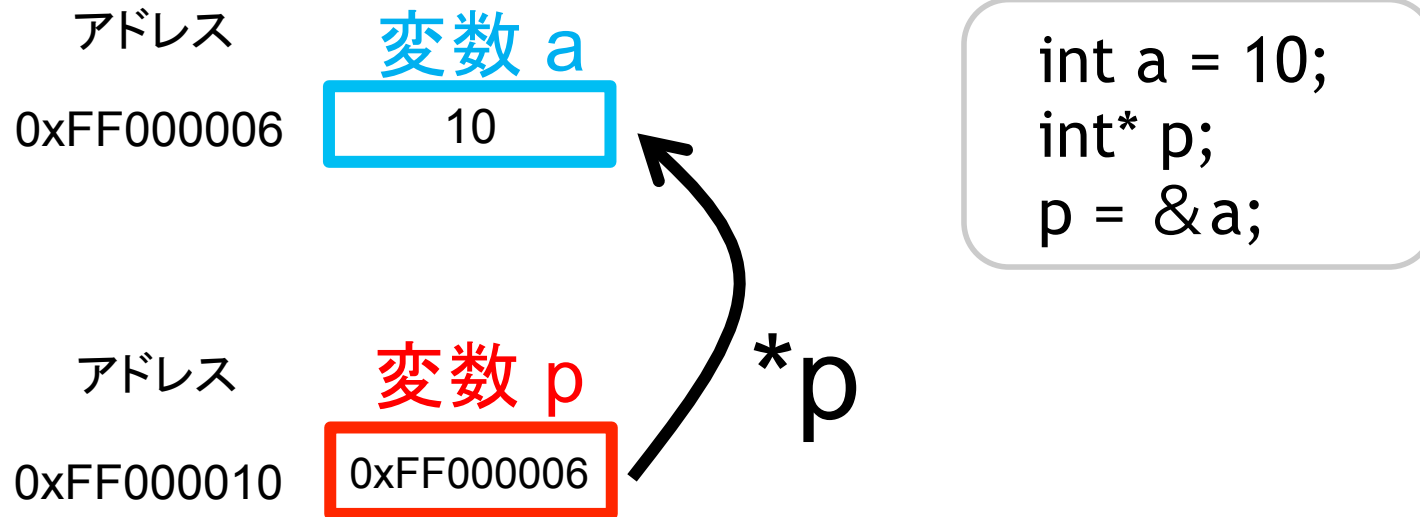 アドレス
変数 a
0xFF000006
10
アドレス
変数 p
0xFF000010
0xFF000006
*p
int a = 10;
int* p;
p = &a;